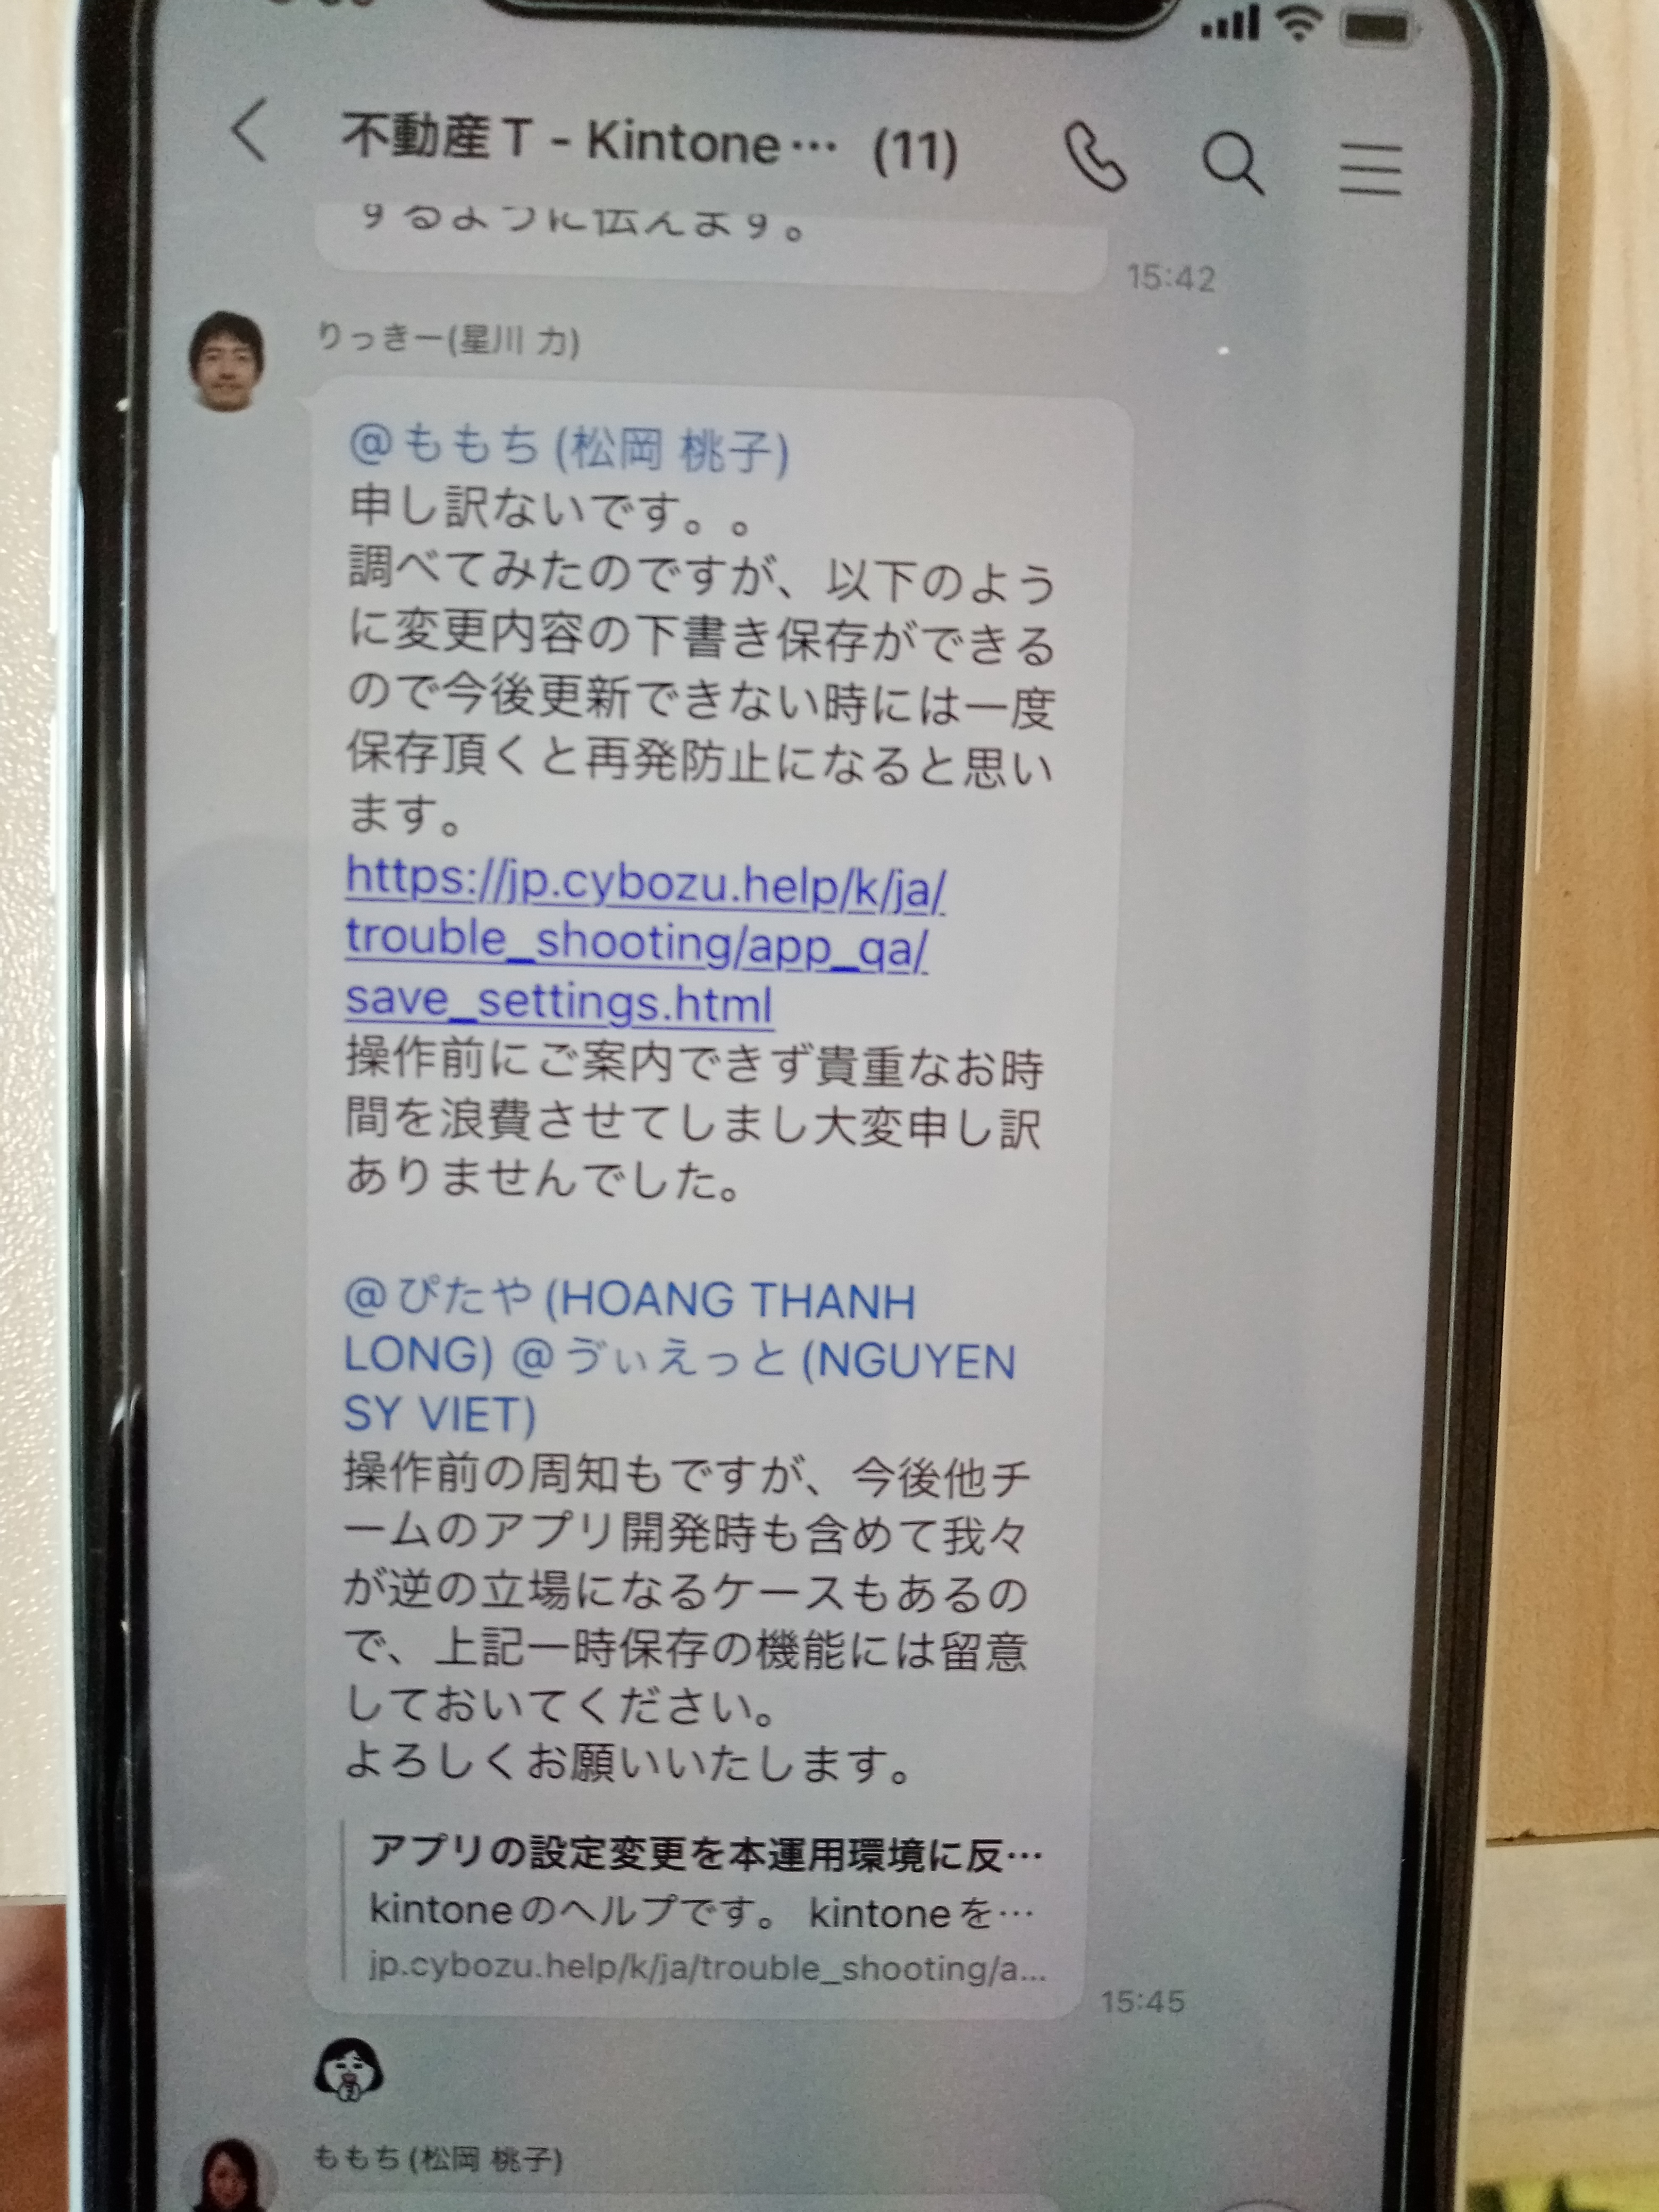 不動産T - Kintone… (11)
するように伝えます。
15:42
りっきー(星川 力)
@ももち(松岡 桃子)
申し訳ないです。。
調べてみたのですが、以下のよう
に変更内容の下書き保存ができる
ので今後更新できない時には一度
保存頂くと再発防止になると思い
ます。
https://jp.cybozu.help/k/ja/
trouble_shooting/app_qa/
save_settings.html
操作前にご案内できず貴重なお時
間を浪費させてしまし大変申し訳
ありませんでした。
@ぴたや(HOANG THANH
LONG) @ゔぃえっと(NGUYEN
SY VIET)
操作前の周知もですが、今後他チ
ームのアプリ開発時も含めて我々
が逆の立場になるケースもあるの
で、上記一時保存の機能には留意
しておいてください。
よろしくお願いいたします。
アプリの設定変更を本運用環境に反…
kintoneのヘルプです。 kintoneを…
jp.cybozu.help/k/ja/trouble_shooting/a...
15:45
ももち(松岡 桃子)